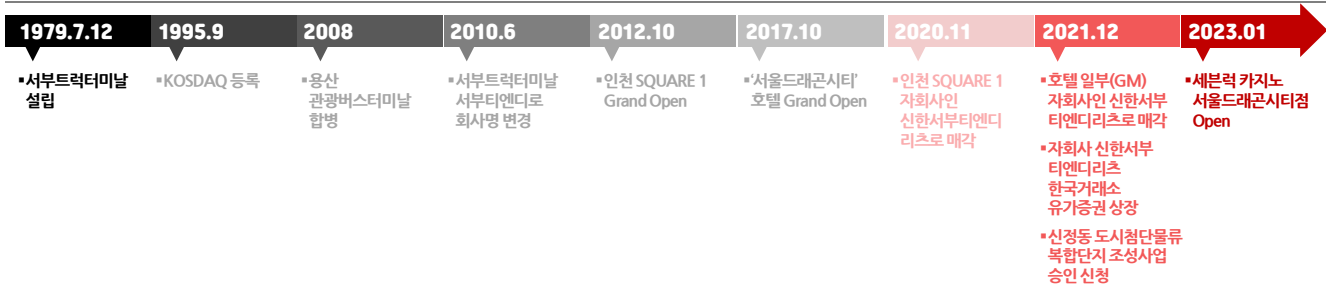 1979.7.12
▪서부트럭터미날
설립
1995.9
▪KOSDAQ 등록
2008
▪용산
관광버스터미날
합병
2010.6
▪서부트럭터미날
서부티엔디로
회사명 변경
2012.10
▪인천 SQUARE 1
Grand Open
2017.10
▪'서울드래곤시티'
호텔 Grand Open
2020.11
▪인천 SQUARE 1
자회사인
신한서부티엔디
리츠로 매각
2021.12
▪호텔 일부(GM)
자회사인 신한서부
티엔디리츠로 매각
▪자회사 신한서부
티엔디리츠
한국거래소
유가증권 상장
▪신정동 도시첨단물류
복합단지 조성사업
승인 신청
2023.01
▪세븐럭 카지노
서울드래곤시티점
Open